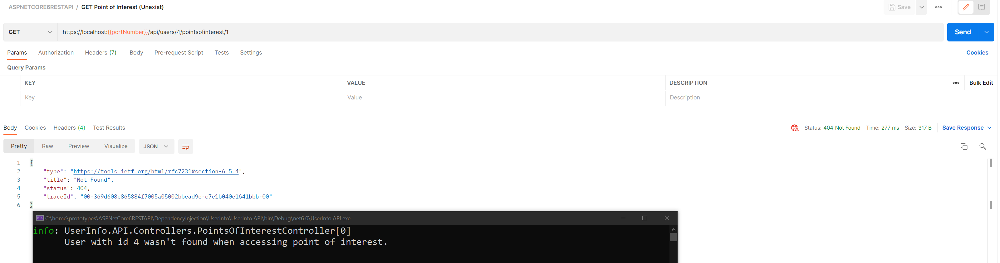 ASPNETCORE6RESTAPI / GET Point of Interest (Unexist)
Save
GET
https://localhost:{{portNumber}}/api/users/4/pointsofinterest/1
Send
Params Authorization Headers (7) Body Pre-request Script Tests Settings Cookies
Query Params
KEY VALUE DESCRIPTION Bulk Edit
Key Value Description
Body Cookies Headers (4) Test Results Status: 404 Not Found Time: 277 ms Size: 317 B Save Response
Pretty Raw Preview Visualize JSON
1 {
2 "type": "https://tools.ietf.org/html/rfc7231#section-6.5.4",
3 "title": "Not Found",
4 "status": 404,
5 "traceId": "00-369d608c865884f7005a05002bbead9e-c7e1b040e1641bbb-00"
6 }
C:\home\prototypes\ASPNetCore6RESTAPI\DependencyInjection\UserInfo\UserInfo.API\bin\Debug\net6.0\UserInfo.API.exe
info: UserInfo.API.Controllers.PointsOfInterestController[0]
User with id 4 wasn't found when accessing point of interest.